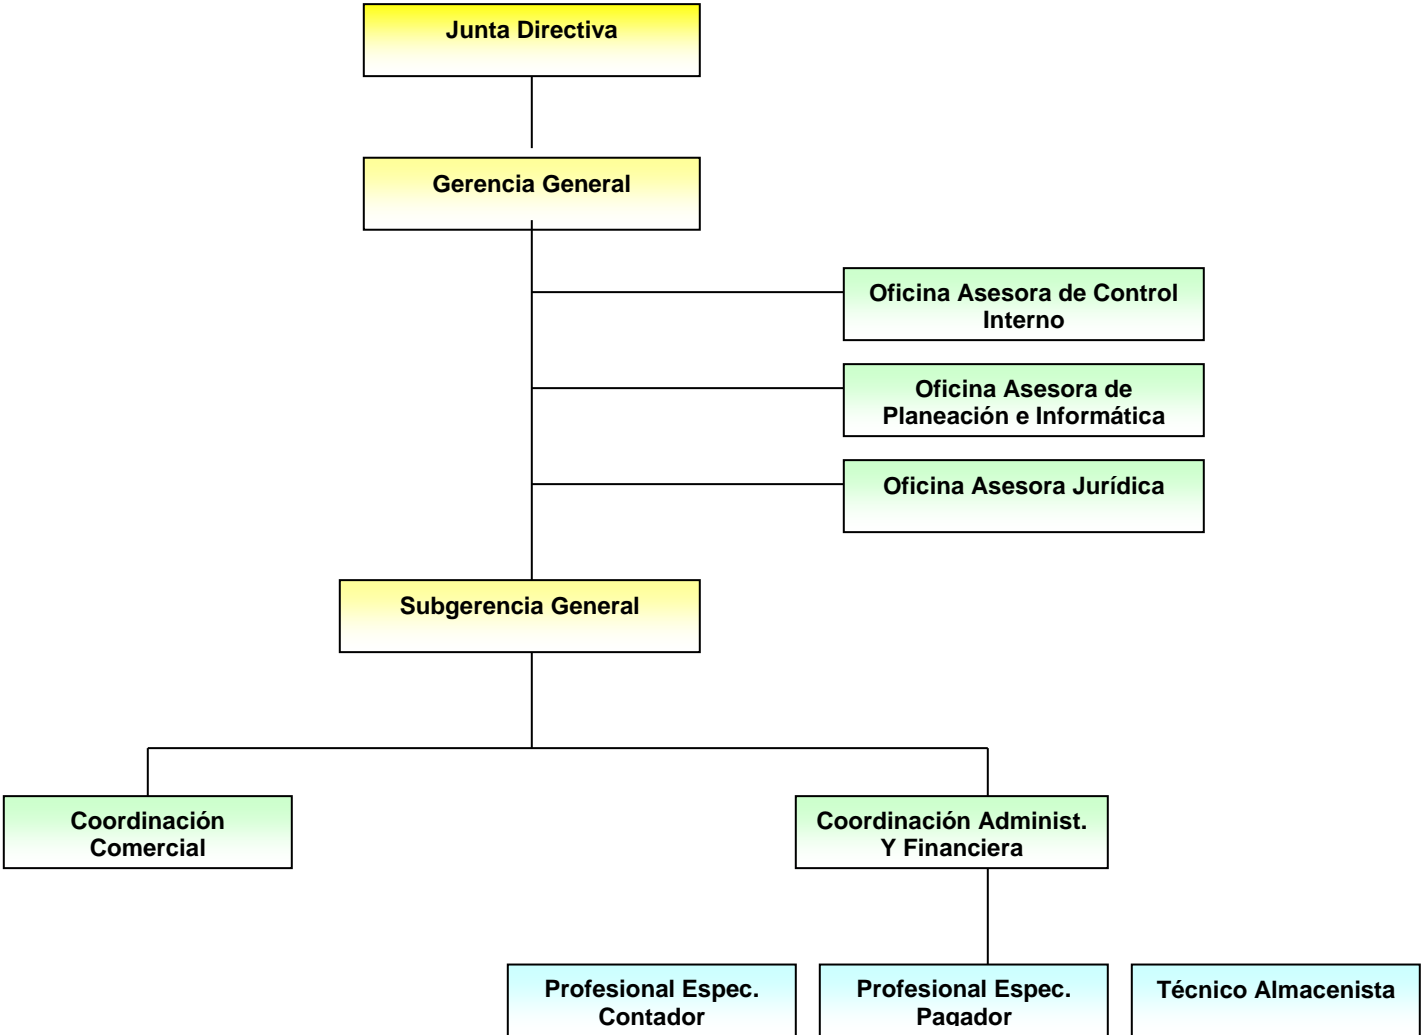 Junta Directiva
Gerencia General
Oficina Asesora de Control
Interno
Oficina Asesora de
Planeación e Informática
Oficina Asesora Jurídica
Subgerencia General
Coordinación
Comercial
Coordinación Administ.
Y Financiera
Profesional Espec.
Contador
Profesional Espec.
Pagador
Técnico Almacenista